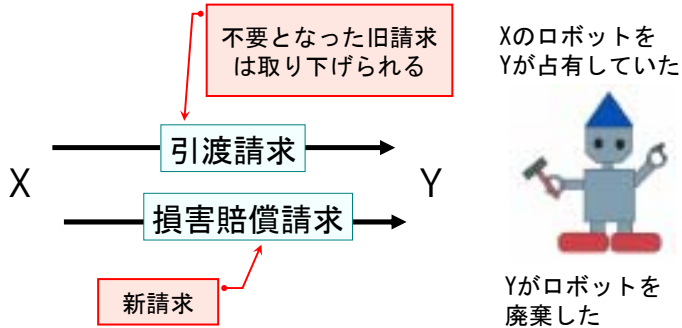 不要となった旧請求
は取り下げられる
Xのロボットを
Yが占有していた
引渡請求
X
Y
損害賠償請求
新請求
Yがロボットを
廃棄した